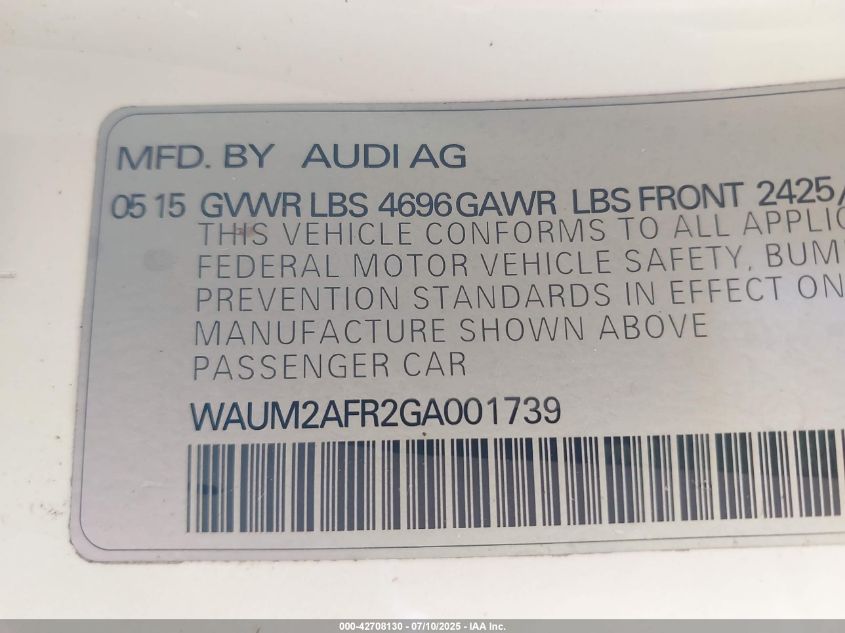 MFD. BY AUDI AG
05 15 GVWR LBS 4696 GAWR LBS FRONT 2425/
THIS VEHICLE CONFORMS TO ALL APPLIC
FEDERAL MOTOR VEHICLE SAFETY, BUM
PREVENTION STANDARDS IN EFFECT ON
MANUFACTURE SHOWN ABOVE
PASSENGER CAR
WAUM2AFR2GA001739
000-42708130 - 07/10/2025 - IAA Inc.